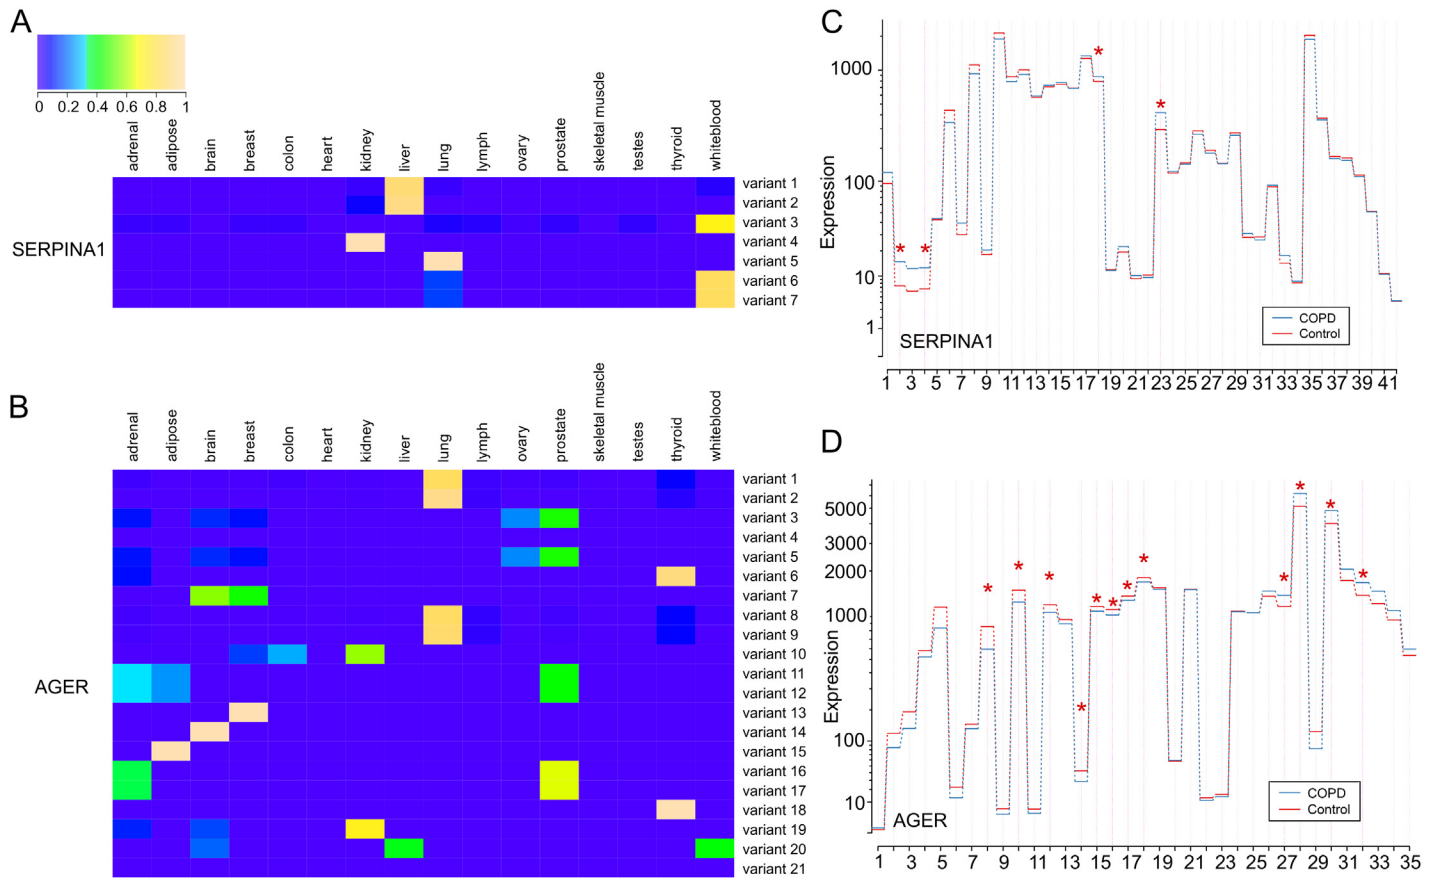 A
0 0.2 0.4 0.6 0.8 1
adrenal adipose brain breast colon heart kidney liver lung lymph ovary prostate skeletal muscle testes thyroid whiteblood
SERPINA1
variant 1
variant 2
variant 3
variant 4
variant 5
variant 6
variant 7
B
adrenal adipose brain breast colon heart kidney liver lung lymph ovary prostate skeletal muscle testes thyroid whiteblood
AGER
variant 1
variant 2
variant 3
variant 4
variant 5
variant 6
variant 7
variant 8
variant 9
variant 10
variant 11
variant 12
variant 13
variant 14
variant 15
variant 16
variant 17
variant 18
variant 19
variant 20
variant 21
C
Expression
1000
100
10
1
* * * *
COPD
Control
SERPINA1
1 3 5 7 9 11 13 15 17 19 21 23 25 27 29 31 33 35 37 39 41
D
Expression
5000
3000
2000
1000
100
10
* * * * * * * * * * * *
COPD
Control
AGER
1 3 5 7 9 11 13 15 17 19 21 23 25 27 29 31 33 35